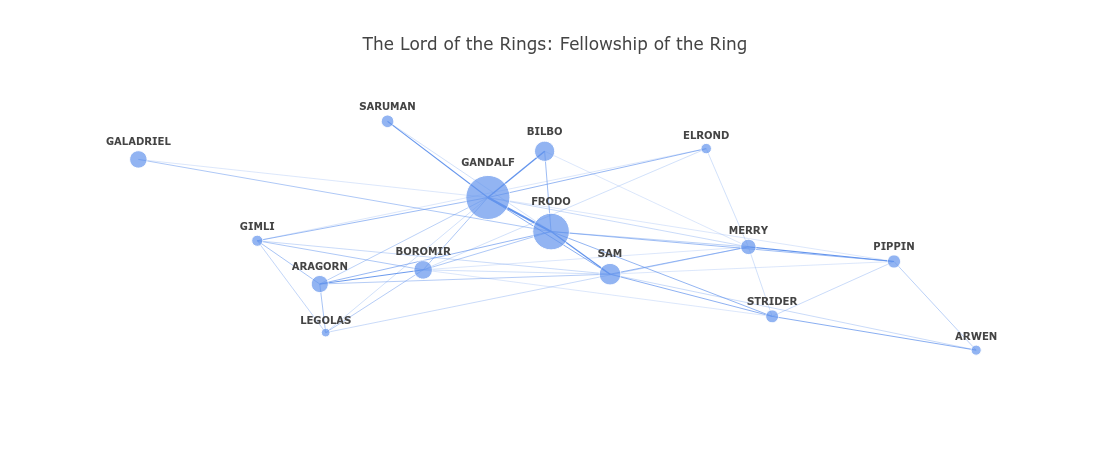 The Lord of the Rings: Fellowship of the Ring
SARUMAN
BILBO
ELROND
GALADRIEL
GANDALF
FRODO
GIMLI
MERRY
PIPPIN
BOROMIR
SAM
ARAGORN
STRIDER
LEGOLAS
ARWEN